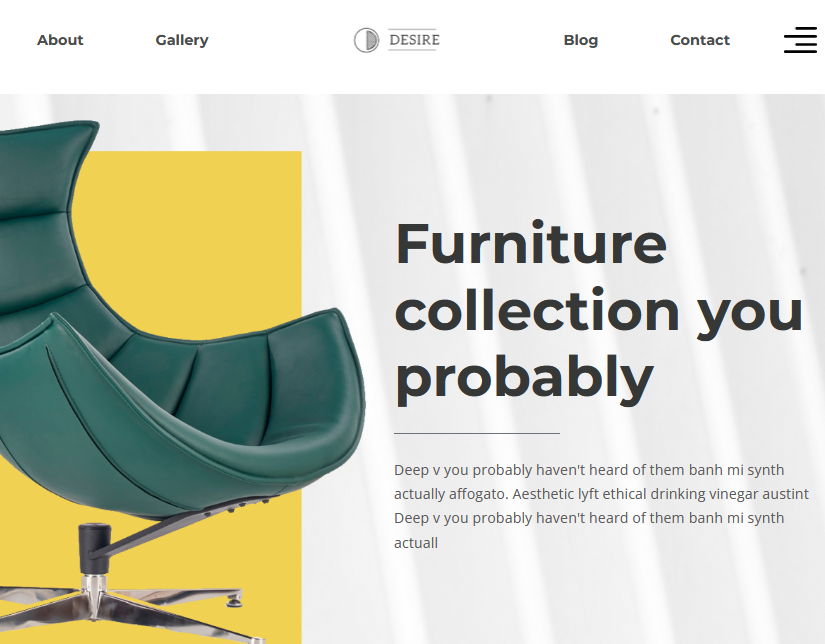 About Gallery DESIRE Blog Contact
Furniture
collection you
probably
Deep v you probably haven't heard of them banh mi synth
actually affogato. Aesthetic lyft ethical drinking vinegar austint
Deep v you probably haven't heard of them banh mi synth
actuall